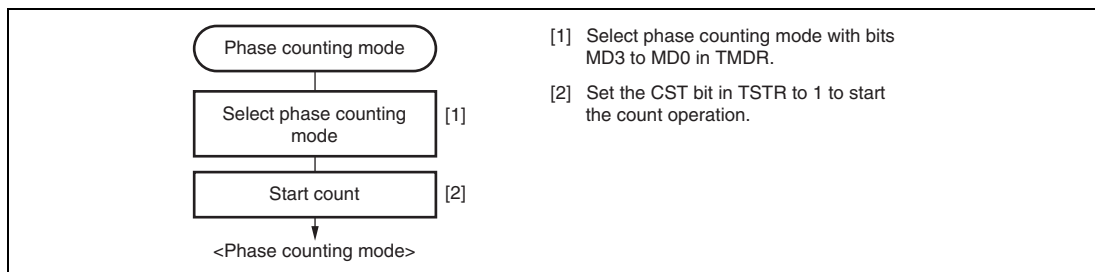 Phase counting mode
Select phase counting
mode
[1]
Start count
[2]
<Phase counting mode>
[1] Select phase counting mode with bits
MD3 to MD0 in TMDR.
[2] Set the CST bit in TSTR to 1 to start
the count operation.